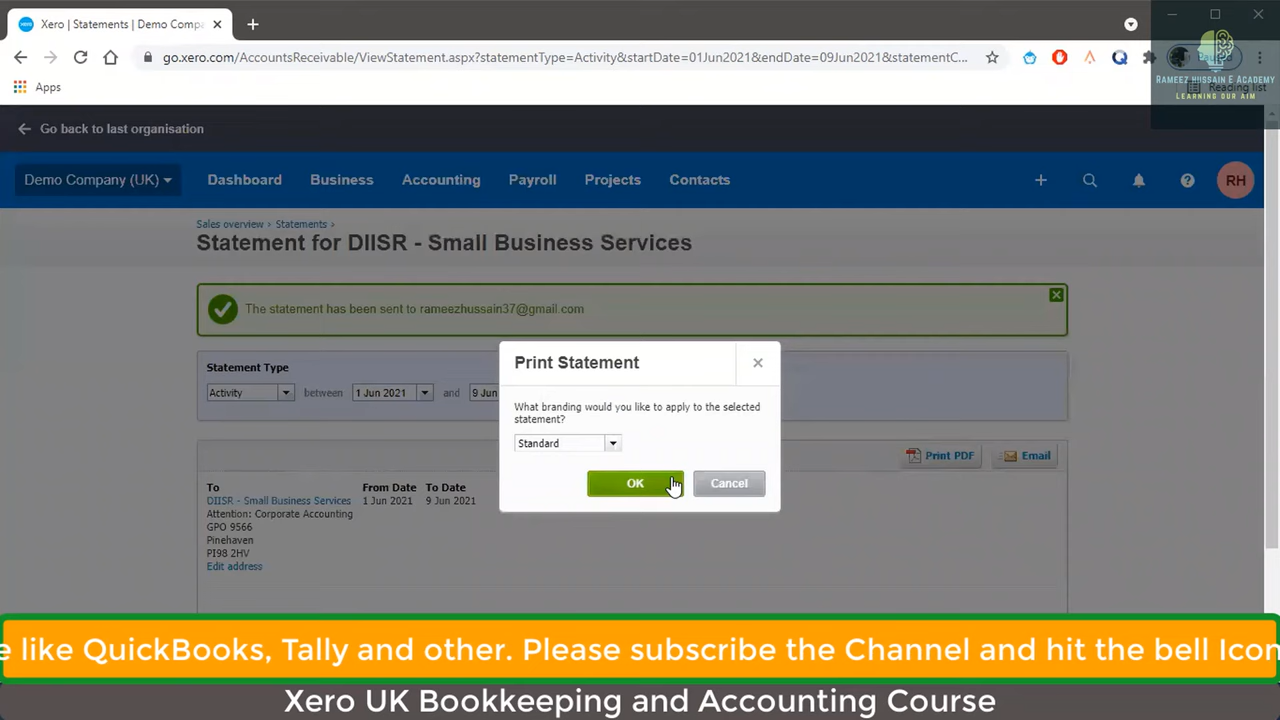 Xero | Statements | Demo Comp
go.xero.com/AccountsReceivable/ViewStatement.aspx?statementType=Activity&startDate=01Jun2021&endDate=09Jun2021&statementC...
Paused
Apps
Reading list
RAMEEZ HUSSAIN E ACADEMY
LEARNING OUR AIM
Go back to last organisation
Demo Company (UK)
Dashboard
Business
Accounting
Payroll
Projects
Contacts
RH
Sales overview › Statements ›
Statement for DIISR - Small Business Services
The statement has been sent to rameezhussain37@gmail.com
Statement Type
Activity between 1 Jun 2021 and 9 Jun
Print Statement
What branding would you like to apply to the selected
statement?
Standard
OK
Cancel
Print PDF
Email
To From Date To Date
DIISR - Small Business Services 1 Jun 2021 9 Jun 2021
Attention: Corporate Accounting
GPO 9566
Pinehaven
PI98 2HV
Edit address
e like QuickBooks, Tally and other. Please subscribe the Channel and hit the bell Icon
Xero UK Bookkeeping and Accounting Course